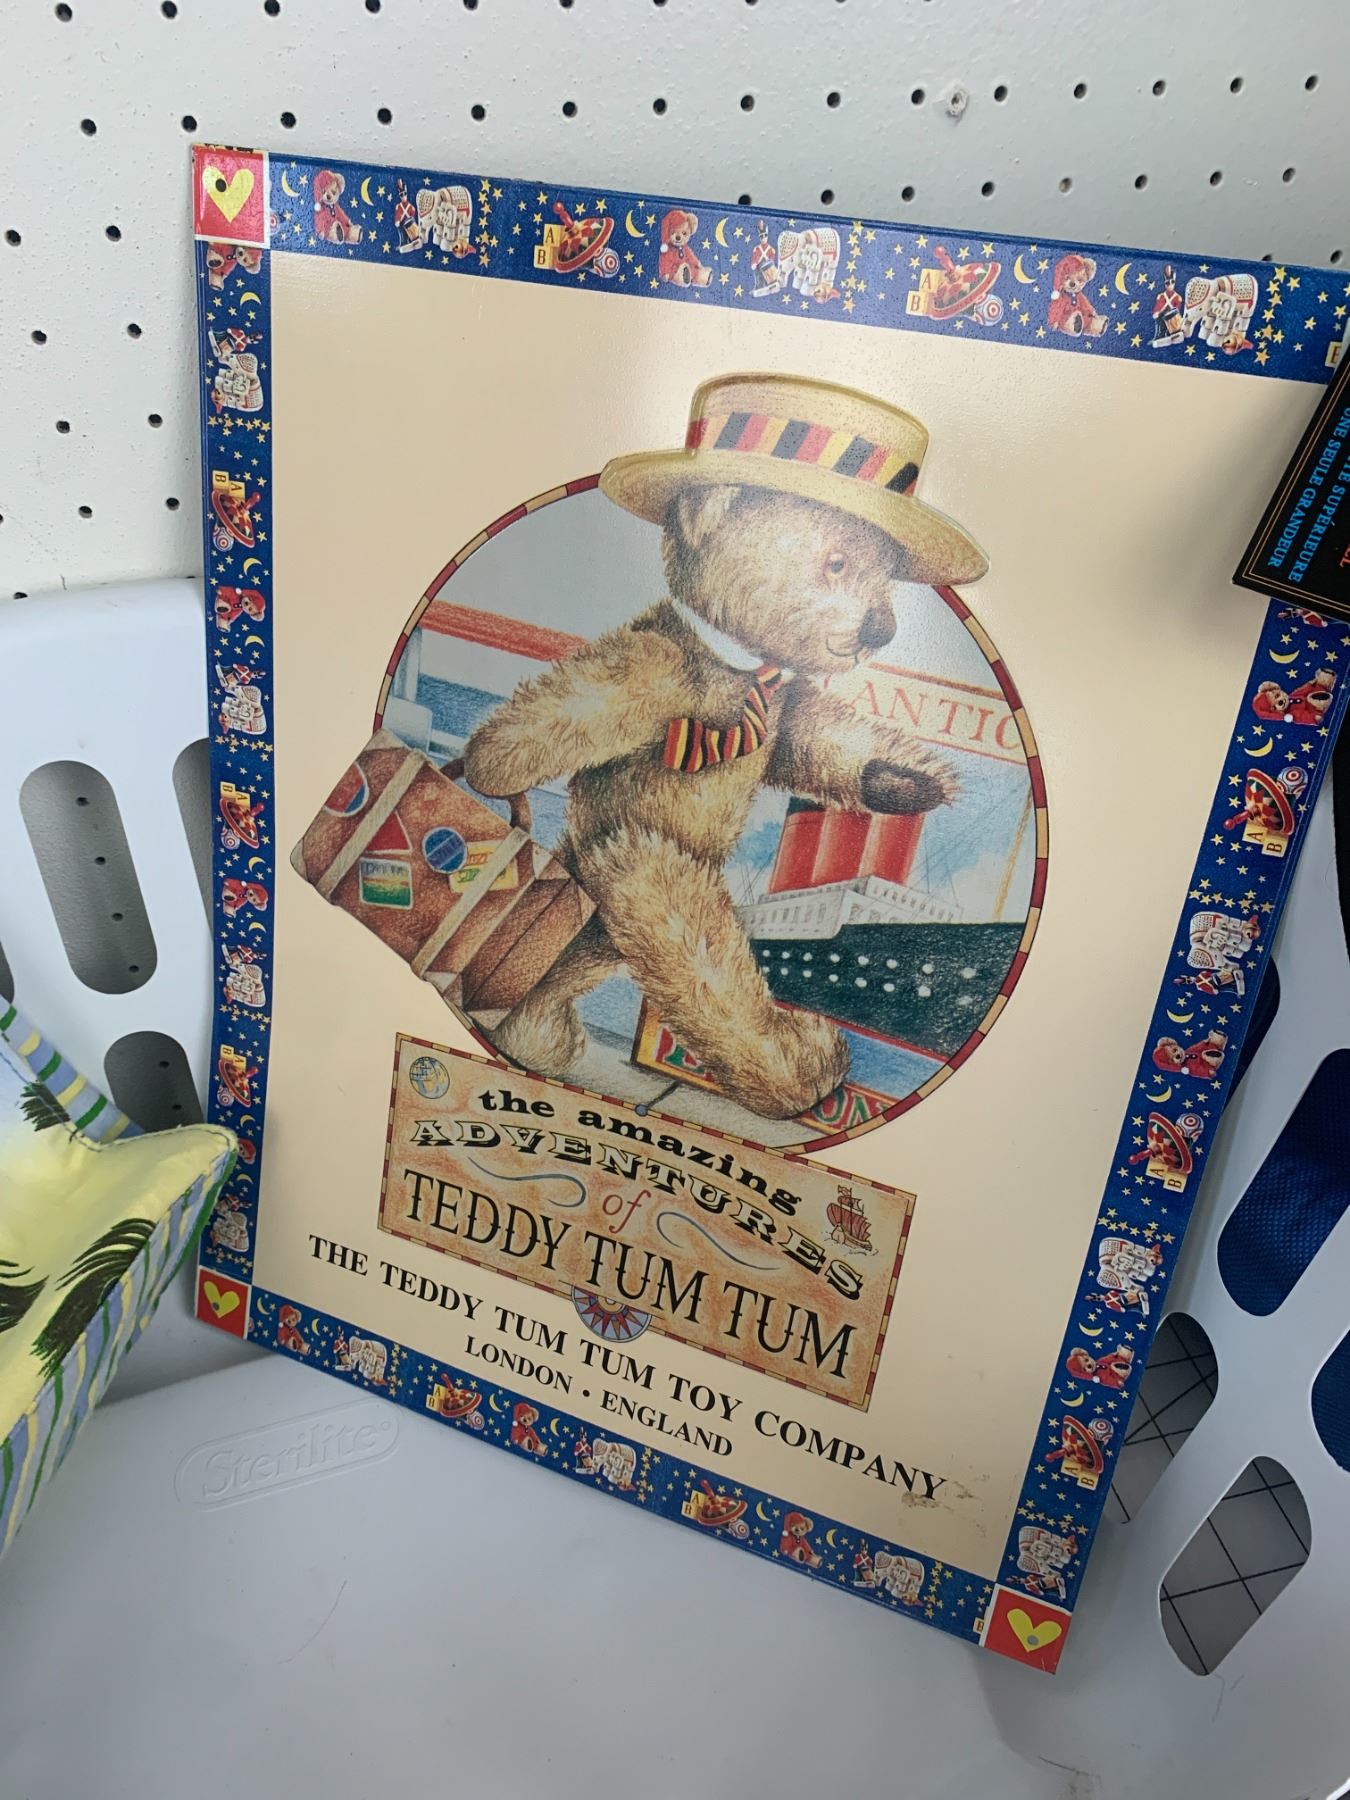 ANTIC
the amazing
ADVENTURES
of
TEDDY TUM TUM
THE TEDDY TUM TUM TOY COMPANY
LONDON • ENGLAND
Sterilite
UNE SEULE GRANDEUR